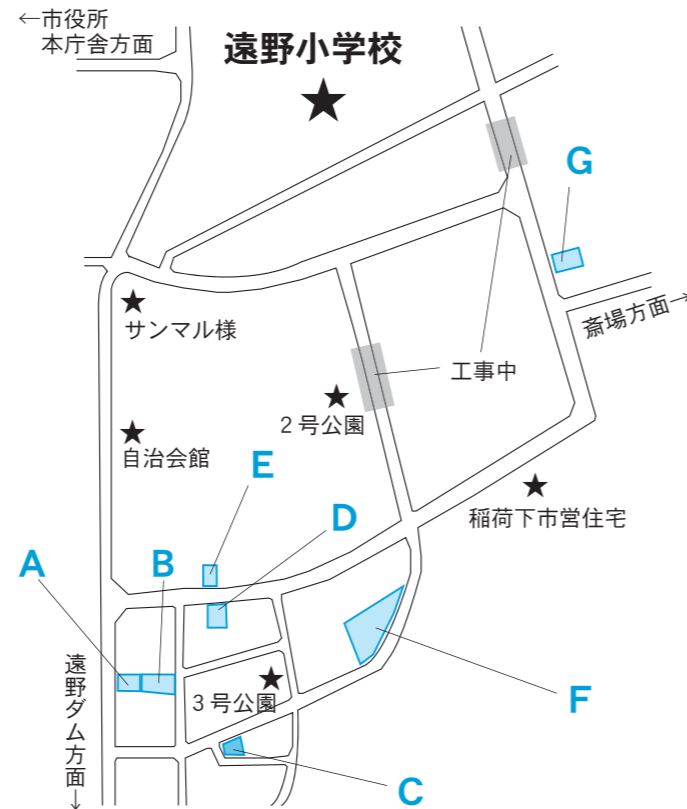 ←市役所
本庁舎方面
遠野小学校
G
斎場方面→
サンマル様
工事中
2号公園
自治会館
E
稲荷下市営住宅
D
A
B
遠野ダム方面→
3号公園
F
C